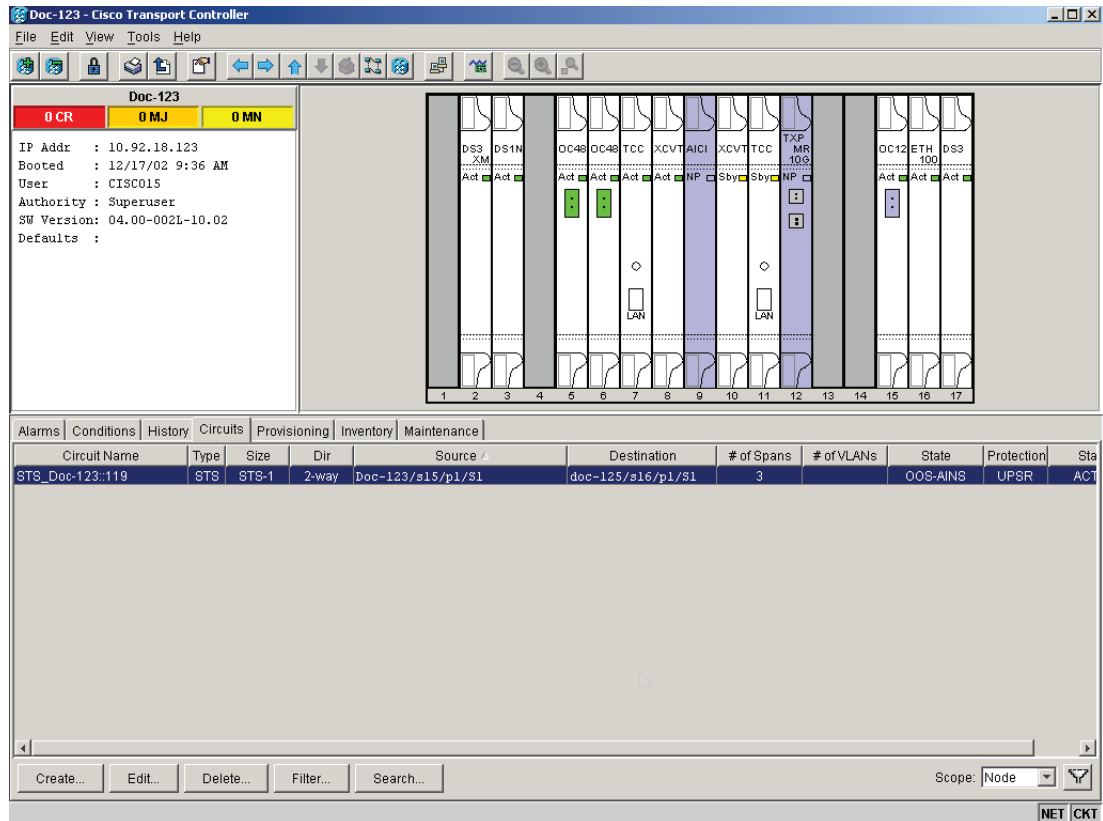 Doc-123 - Cisco Transport Controller
File Edit View Tools Help
Doc-123
0 CR 0 MJ 0 MN
IP Addr : 10.92.18.123
Booted : 12/17/02 9:36 AM
User : CISCO15
Authority : Superuser
SW Version: 04.00-002L-10.02
Defaults :
DS3 XM DS1N OC48 OC48 TCC XCVT AICI XCVT TCC TXP MR 10G OC12 ETH 100 DS3
Act Act Act Act Act Act NP Sby Sby NP Act Act Act
LAN LAN
1 2 3 4 5 6 7 8 9 10 11 12 13 14 15 16 17
Alarms Conditions History Circuits Provisioning Inventory Maintenance
Circuit Name Type Size Dir Source Destination # of Spans # of VLANs State Protection Sta
STS_Doc-123::119 STS STS-1 2-way Doc-123/s15/p1/S1 doc-125/s16/p1/S1 3 OOS-AINS UPSR ACT
Create... Edit... Delete... Filter... Search... Scope: Node
NET CKT